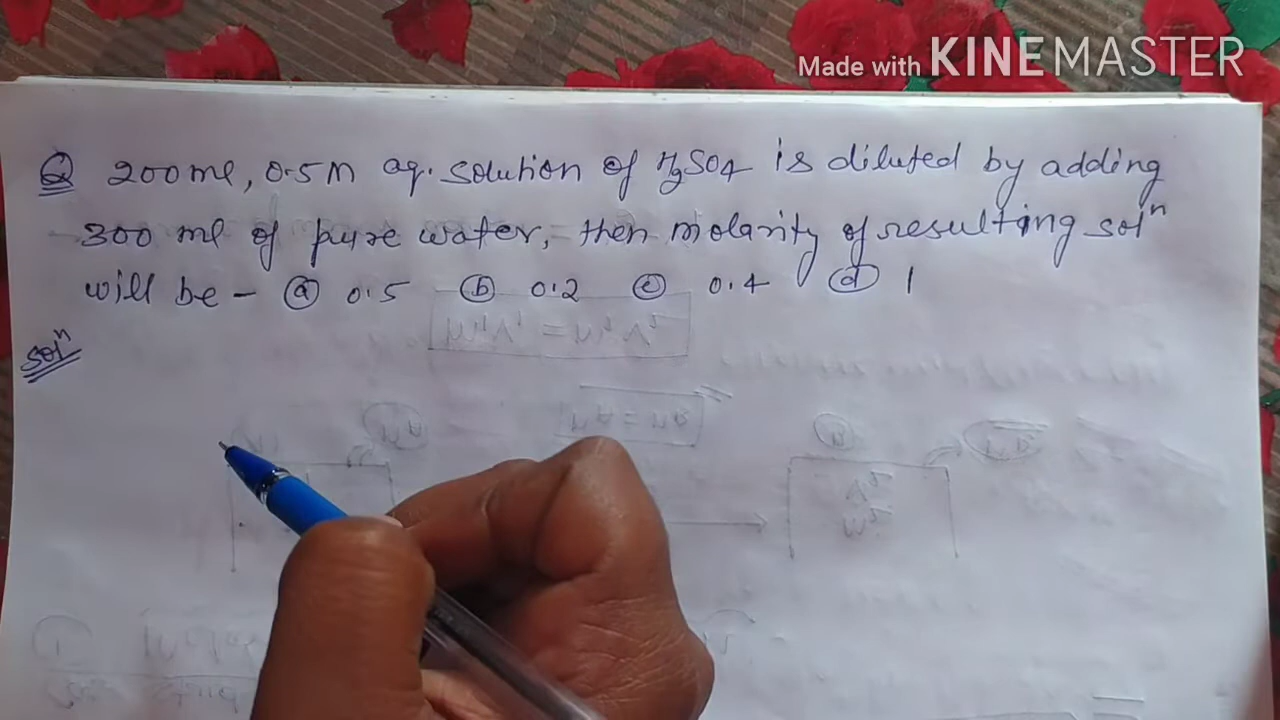 Made with KINEMASTER
Q 200 ml, 0.5 M aq. solution of H2SO4 is diluted by adding
300 ml of pure water, then molarity of resulting solⁿ
will be - ⓐ 0.5 ⓑ 0.2 ⓒ 0.4 ⓓ 1
Solⁿ